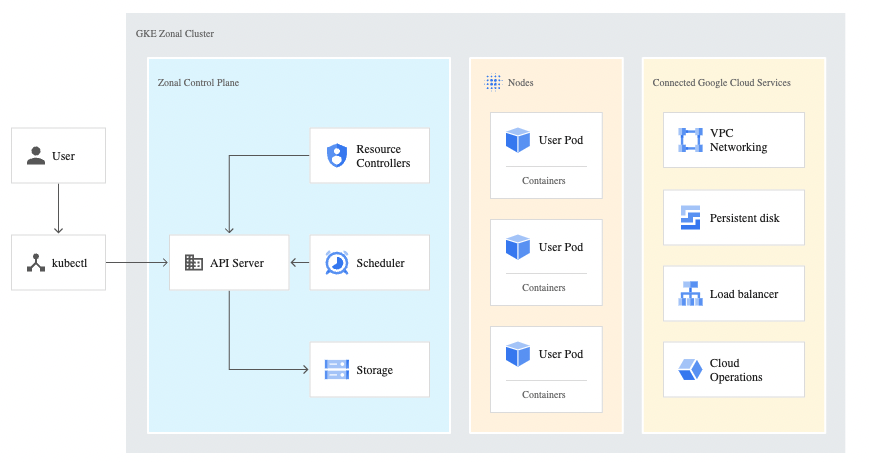 GKE Zonal Cluster
Zonal Control Plane
Nodes
Connected Google Cloud Services
User
kubectl
Resource
Controllers
API Server
Scheduler
Storage
User Pod
Containers
User Pod
Containers
User Pod
Containers
VPC
Networking
Persistent disk
Load balancer
Cloud
Operations